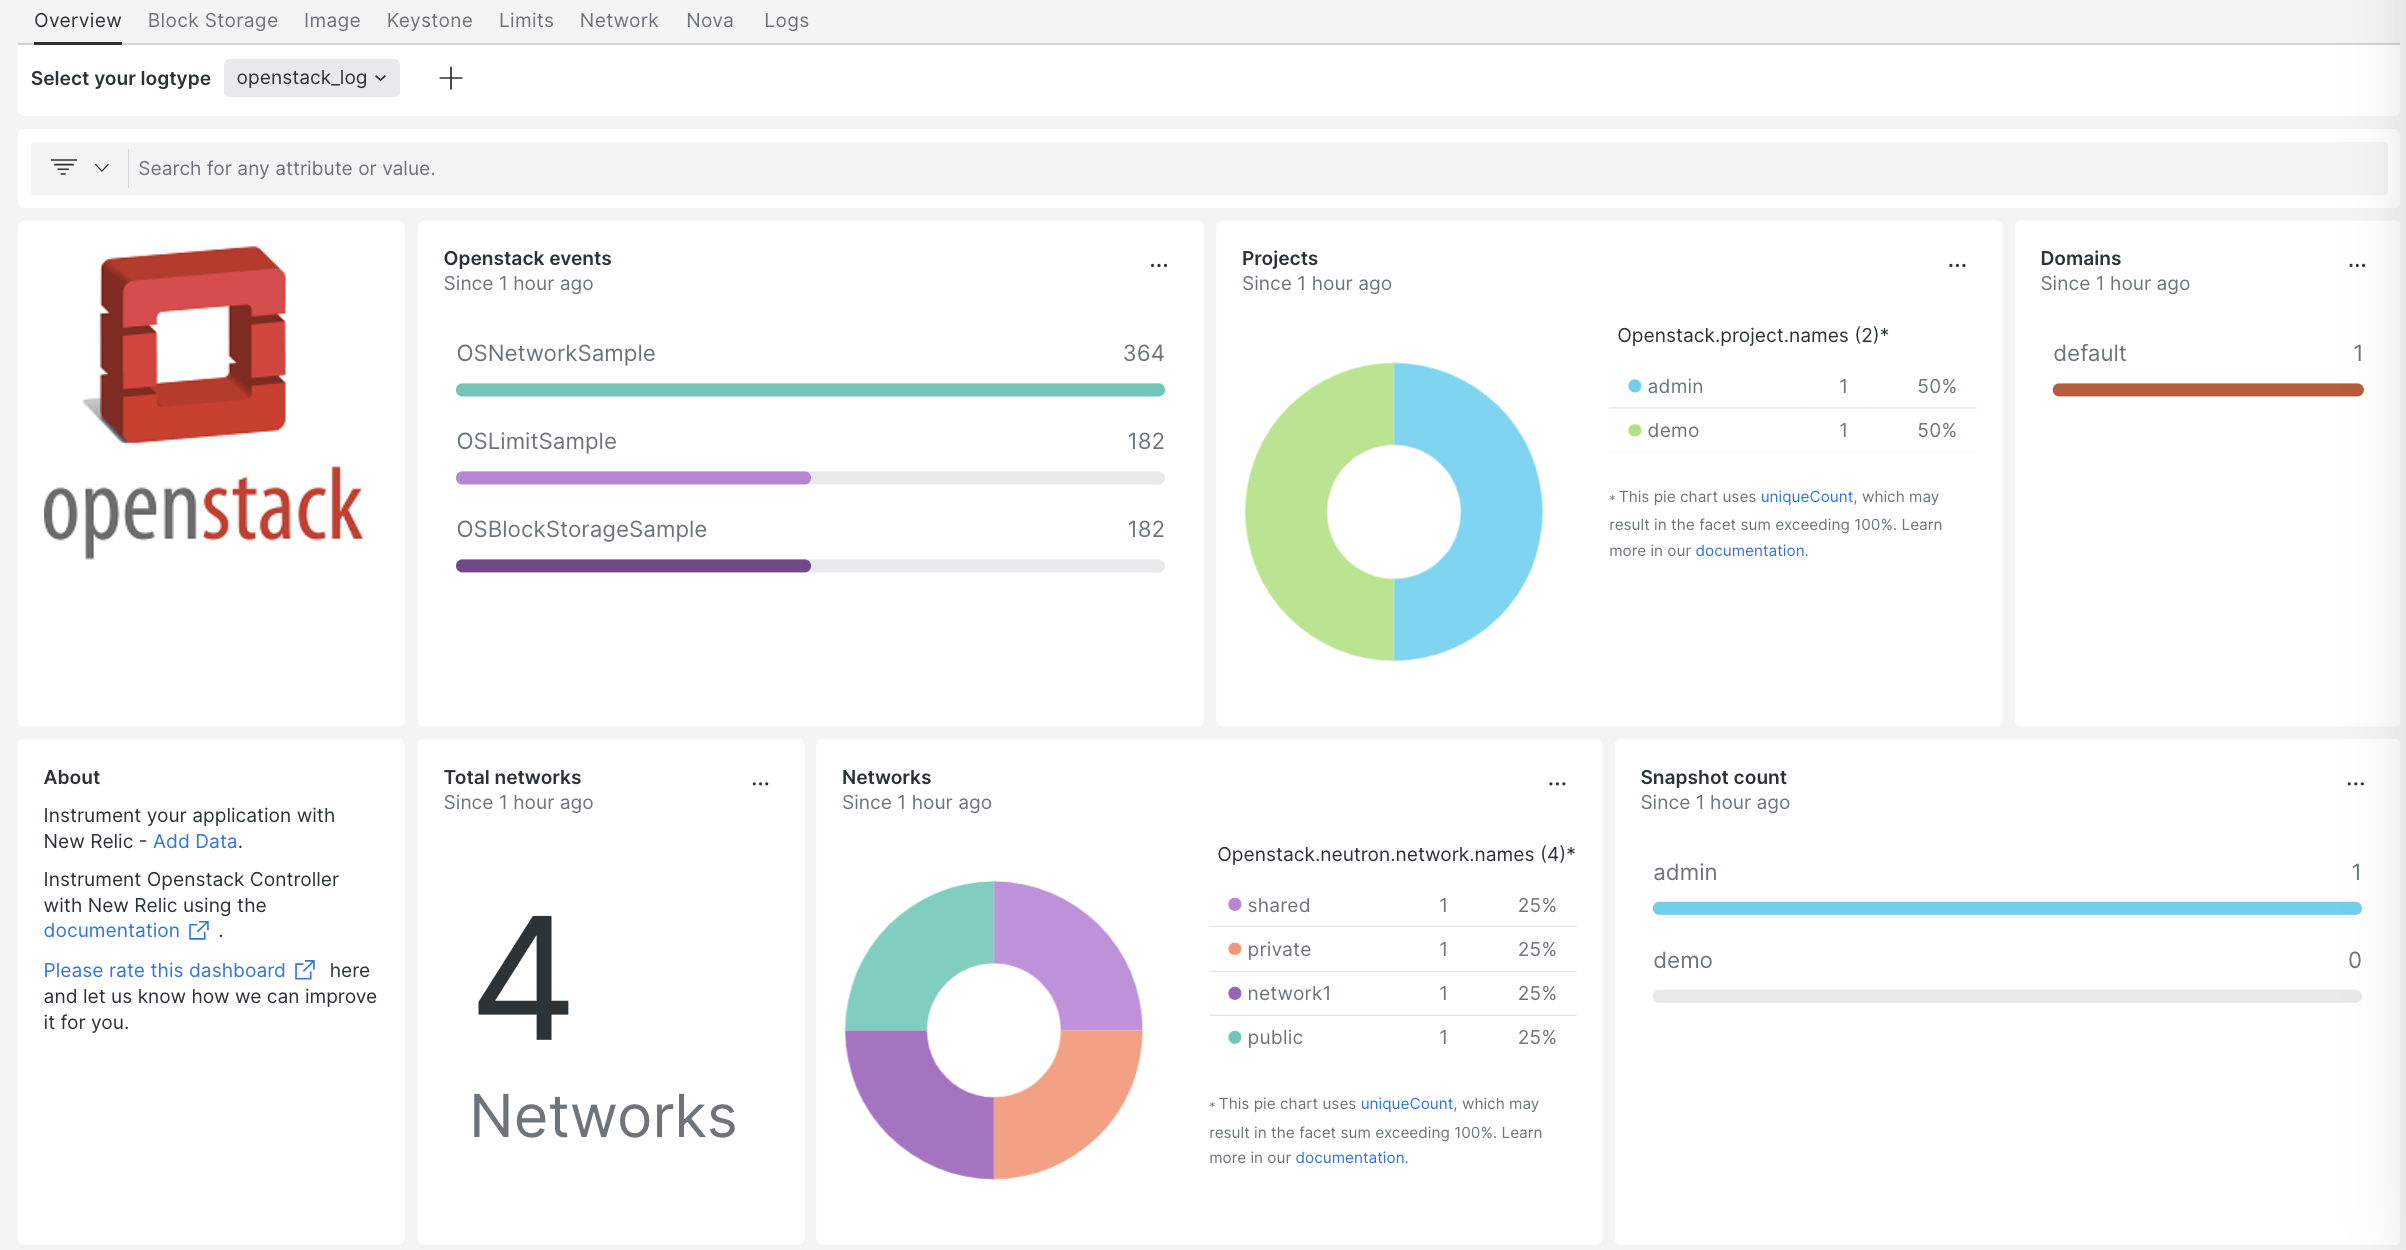 Overview Block Storage Image Keystone Limits Network Nova Logs
Select your logtype openstack_log
Search for any attribute or value.
openstack
Openstack events
Since 1 hour ago
OSNetworkSample 364
OSLimitSample 182
OSBlockStorageSample 182
Projects
Since 1 hour ago
Openstack.project.names (2)*
admin 1 50%
demo 1 50%
* This pie chart uses uniqueCount, which may
result in the facet sum exceeding 100%. Learn
more in our documentation.
Domains
Since 1 hour ago
default 1
About
Instrument your application with
New Relic - Add Data.
Instrument Openstack Controller
with New Relic using the
documentation .
Please rate this dashboard here
and let us know how we can improve
it for you.
Total networks
Since 1 hour ago
4
Networks
Networks
Since 1 hour ago
Openstack.neutron.network.names (4)*
shared 1 25%
private 1 25%
network1 1 25%
public 1 25%
* This pie chart uses uniqueCount, which may
result in the facet sum exceeding 100%. Learn
more in our documentation.
Snapshot count
Since 1 hour ago
admin 1
demo 0